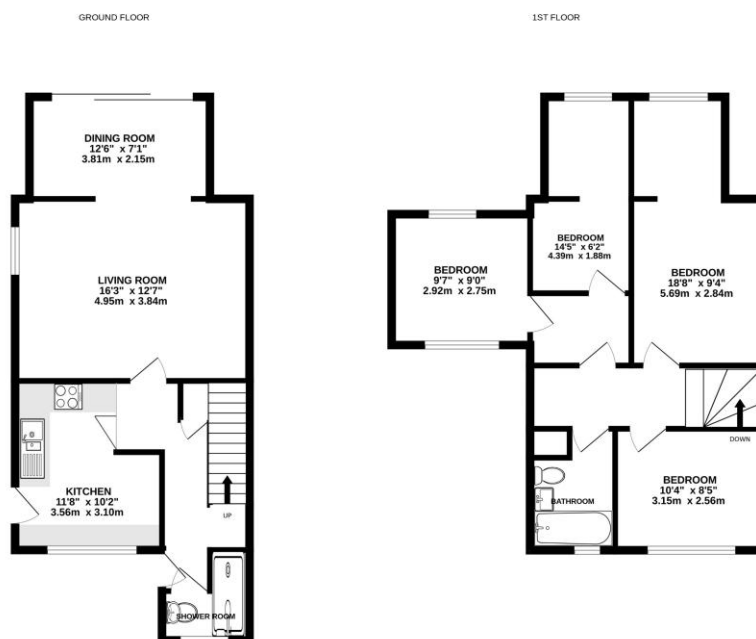 GROUND FLOOR
DINING ROOM
12'6" x 7'1"
3.81m x 2.15m
LIVING ROOM
16'3" x 12'7"
4.95m x 3.84m
KITCHEN
11'8" x 10'2"
3.56m x 3.10m
UP
SHOWER ROOM
1ST FLOOR
BEDROOM
14'5" x 6'2"
4.39m x 1.88m
BEDROOM
9'7" x 9'0"
2.92m x 2.75m
BEDROOM
18'8" x 9'4"
5.69m x 2.84m
DOWN
BEDROOM
10'4" x 8'5"
3.15m x 2.56m
BATHROOM